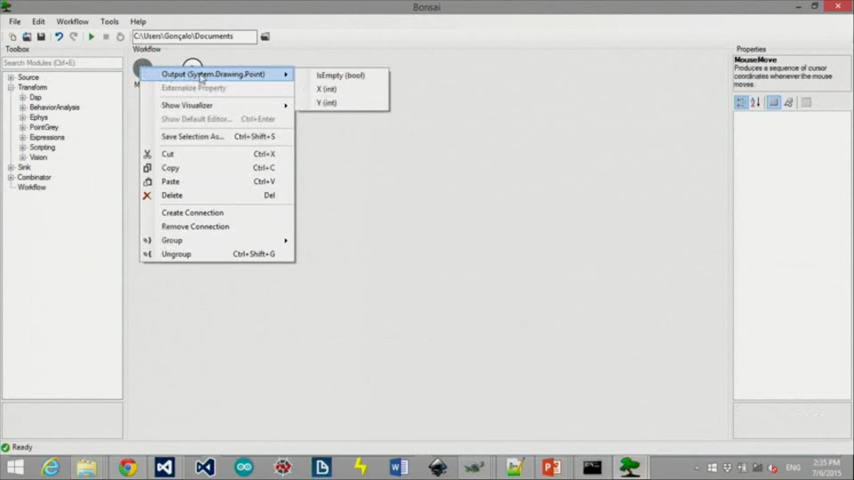 Bonsai
File Edit Workflow Tools Help
C:\Users\Gonçalo\Documents
Toolbox
Workflow
Properties
Search Modules (Ctrl+E)
Source
Transform
Dsp
BehaviorAnalysis
Ephys
PointGrey
Expressions
Scripting
Vision
Sink
Combinator
Workflow
M
Output (System.Drawing.Point)
Externalize Property
Show Visualizer
Show Default Editor... Ctrl+Enter
Save Selection As... Ctrl+Shift+S
Cut Ctrl+X
Copy Ctrl+C
Paste Ctrl+V
Delete Del
Create Connection
Remove Connection
Group
Ungroup Ctrl+Shift+G
IsEmpty (bool)
X (int)
Y (int)
MouseMove
Produces a sequence of cursor
coordinates whenever the mouse
moves.
Ready
ENG
2:35 PM
7/6/2015